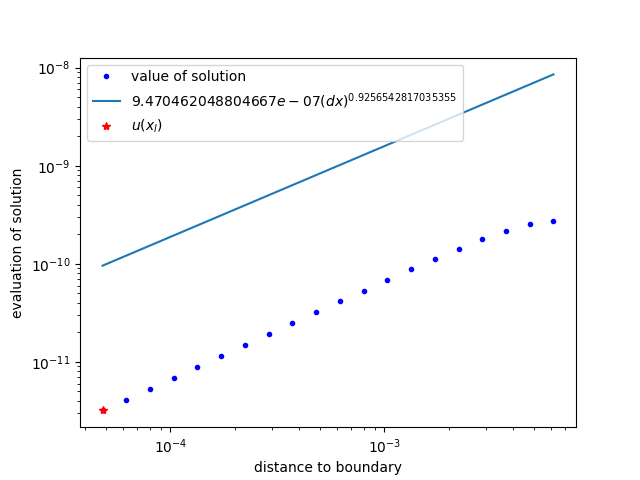 value of solution
9.470462048804667e − 07(dx)^0.9256542817035355
u(x_l)
10^−8
10^−9
10^−10
10^−11
evaluation of solution
10^−4
10^−3
distance to boundary